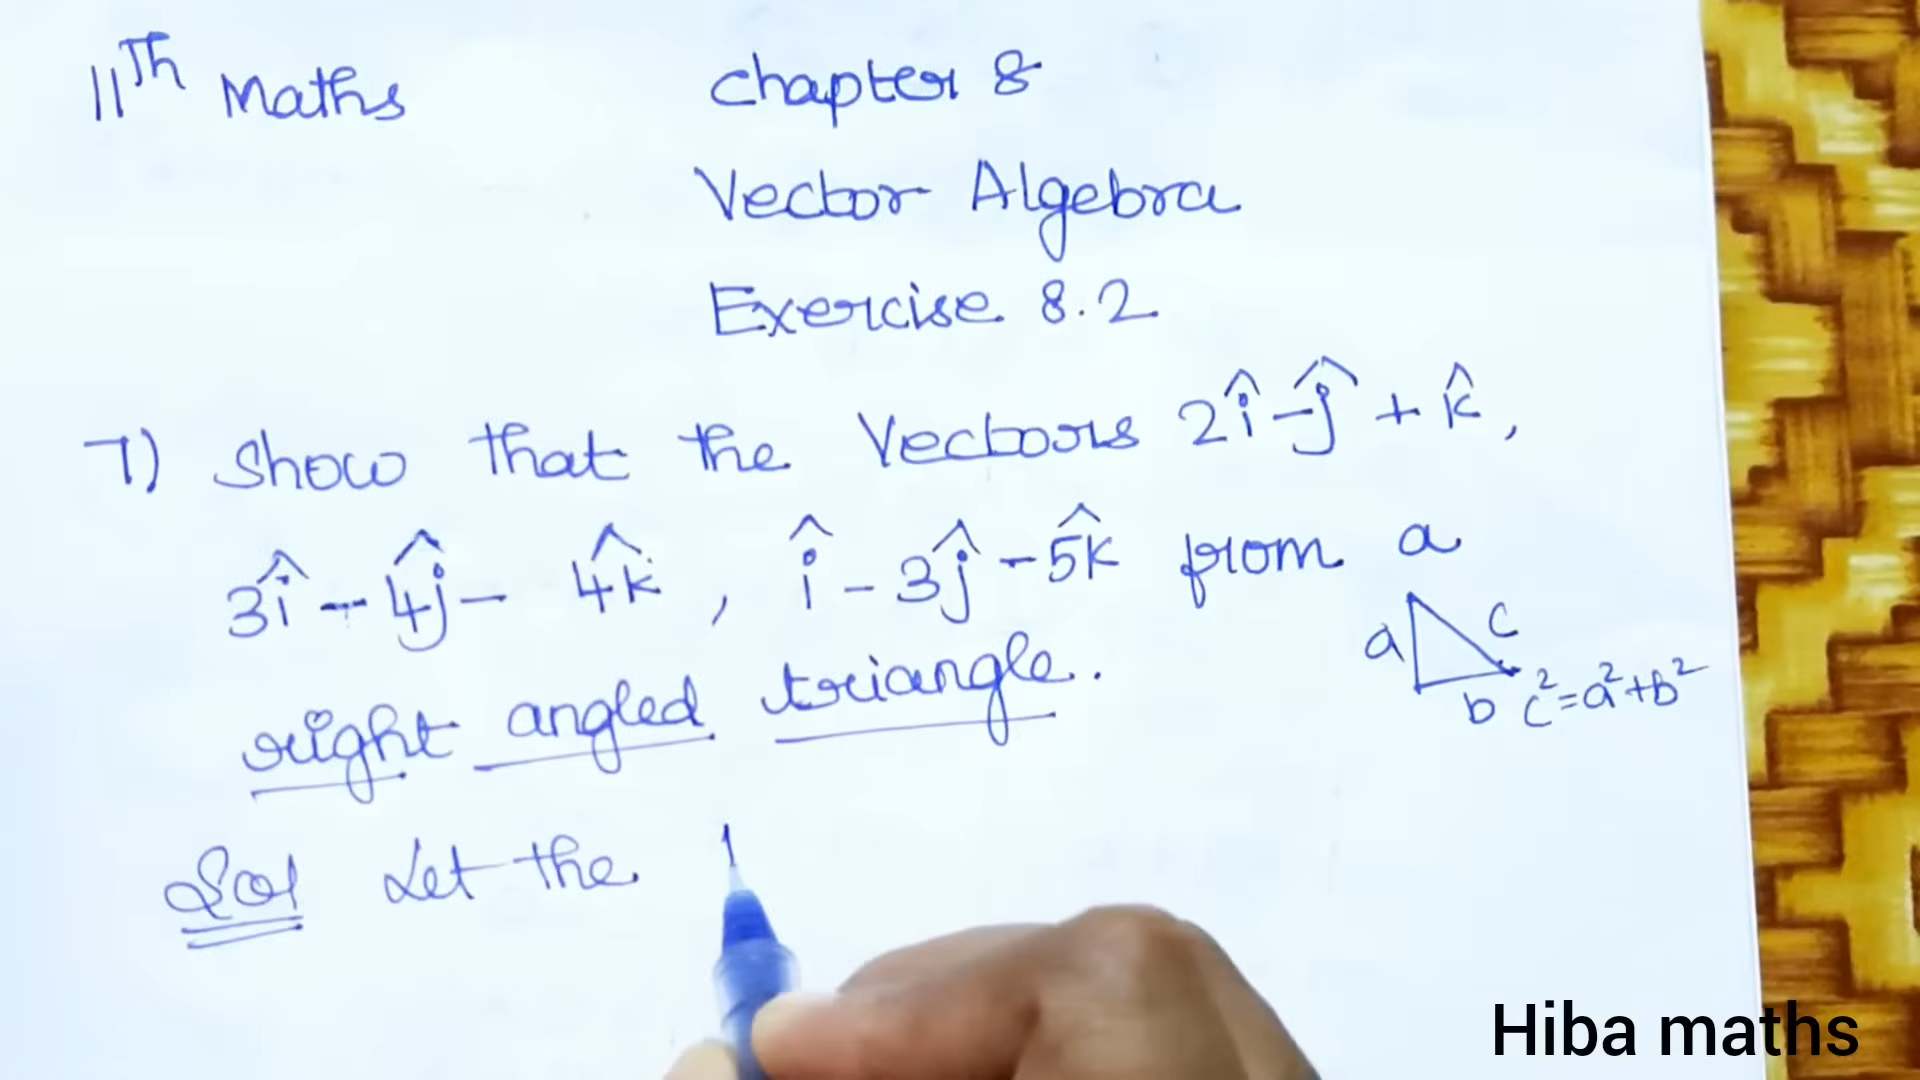 11Th Maths chapter 8
Vector Algebra
Exercise 8.2
7) Show that the Vectors 2î - ĵ + k̂,
3î - 4ĵ - 4k̂, î - 3ĵ - 5k̂ from a
right angled triangle.
a c
b c² = a² + b²
Sol Let the
Hiba maths